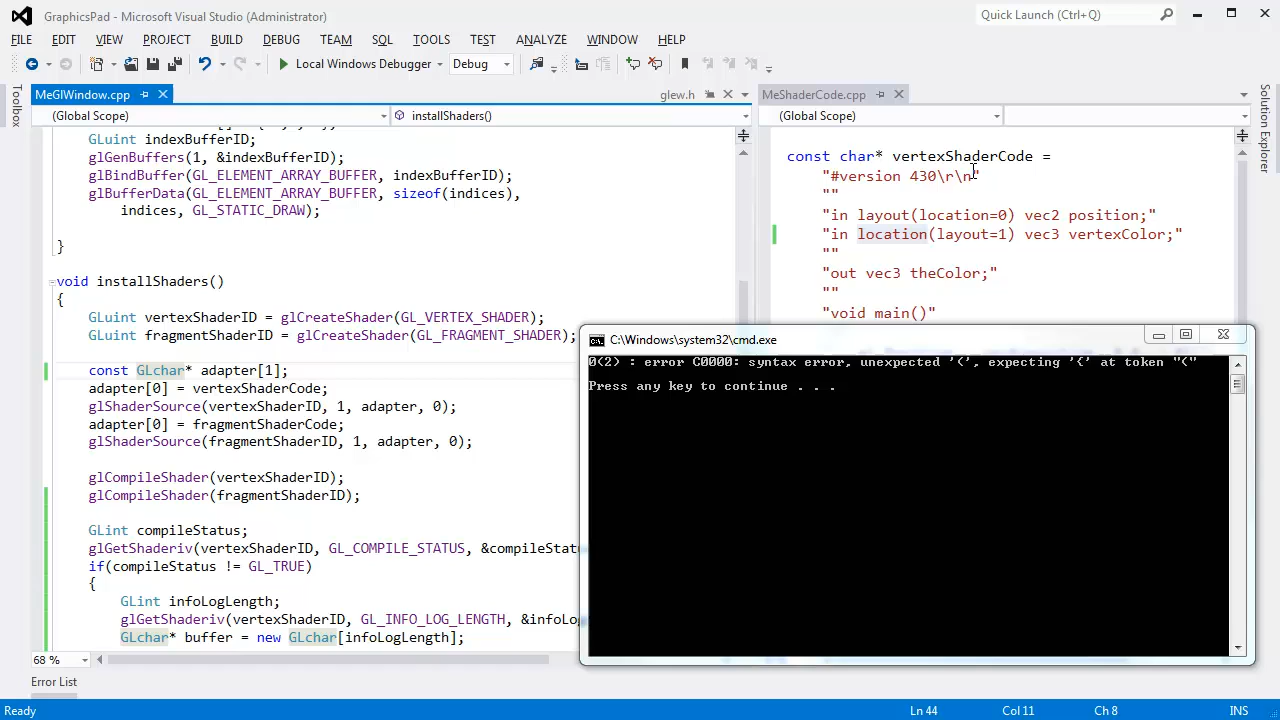 GraphicsPad - Microsoft Visual Studio (Administrator)
Quick Launch (Ctrl+Q)
FILE EDIT VIEW PROJECT BUILD DEBUG TEAM SQL TOOLS TEST ANALYZE WINDOW HELP
Local Windows Debugger Debug
Toolbox
MeGlWindow.cpp
glew.h
(Global Scope) installShaders()
GLuint indexBufferID;
glGenBuffers(1, &indexBufferID);
glBindBuffer(GL_ELEMENT_ARRAY_BUFFER, indexBufferID);
glBufferData(GL_ELEMENT_ARRAY_BUFFER, sizeof(indices),
indices, GL_STATIC_DRAW);
}
void installShaders()
{
GLuint vertexShaderID = glCreateShader(GL_VERTEX_SHADER);
GLuint fragmentShaderID = glCreateShader(GL_FRAGMENT_SHADER);
const GLchar* adapter[1];
adapter[0] = vertexShaderCode;
glShaderSource(vertexShaderID, 1, adapter, 0);
adapter[0] = fragmentShaderCode;
glShaderSource(fragmentShaderID, 1, adapter, 0);
glCompileShader(vertexShaderID);
glCompileShader(fragmentShaderID);
GLint compileStatus;
glGetShaderiv(vertexShaderID, GL_COMPILE_STATUS, &compileStatu
if(compileStatus != GL_TRUE)
{
GLint infoLogLength;
glGetShaderiv(vertexShaderID, GL_INFO_LOG_LENGTH, &infoLog
GLchar* buffer = new GLchar[infoLogLength];
68 %
MeShaderCode.cpp
(Global Scope)
const char* vertexShaderCode =
"#version 430\r\n"
""
"in layout(location=0) vec2 position;"
"in location(layout=1) vec3 vertexColor;"
""
"out vec3 theColor;"
""
"void main()"
Solution Explorer
C:\Windows\system32\cmd.exe
0(2) : error C0000: syntax error, unexpected '(', expecting '{' at token "("
Press any key to continue . . .
Error List
Ready
Ln 44 Col 11 Ch 8 INS